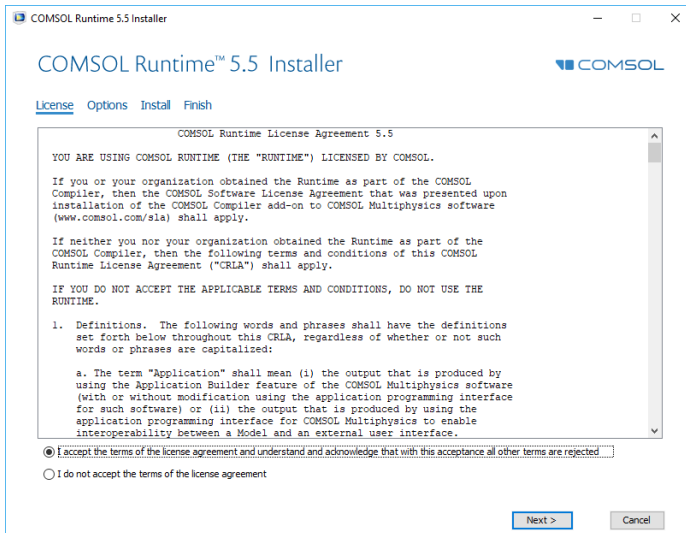 COMSOL Runtime 5.5 Installer
COMSOL Runtime™ 5.5 Installer
COMSOL
License Options Install Finish
COMSOL Runtime License Agreement 5.5
YOU ARE USING COMSOL RUNTIME (THE "RUNTIME") LICENSED BY COMSOL.
If you or your organization obtained the Runtime as part of the COMSOL
Compiler, then the COMSOL Software License Agreement that was presented upon
installation of the COMSOL Compiler add-on to COMSOL Multiphysics software
(www.comsol.com/sla) shall apply.
If neither you nor your organization obtained the Runtime as part of the
COMSOL Compiler, then the following terms and conditions of this COMSOL
Runtime License Agreement ("CRLA") shall apply.
IF YOU DO NOT ACCEPT THE APPLICABLE TERMS AND CONDITIONS, DO NOT USE THE
RUNTIME.
1. Definitions. The following words and phrases shall have the definitions
set forth below throughout this CRLA, regardless of whether or not such
words or phrases are capitalized:
a. The term "Application" shall mean (i) the output that is produced by
using the Application Builder feature of the COMSOL Multiphysics software
(with or without modification using the application programming interface
for such software) or (ii) the output that is produced by using the
application programming interface for COMSOL Multiphysics to enable
interoperability between a Model and an external user interface.
I accept the terms of the license agreement and understand and acknowledge that with this acceptance all other terms are rejected
I do not accept the terms of the license agreement
Next > Cancel